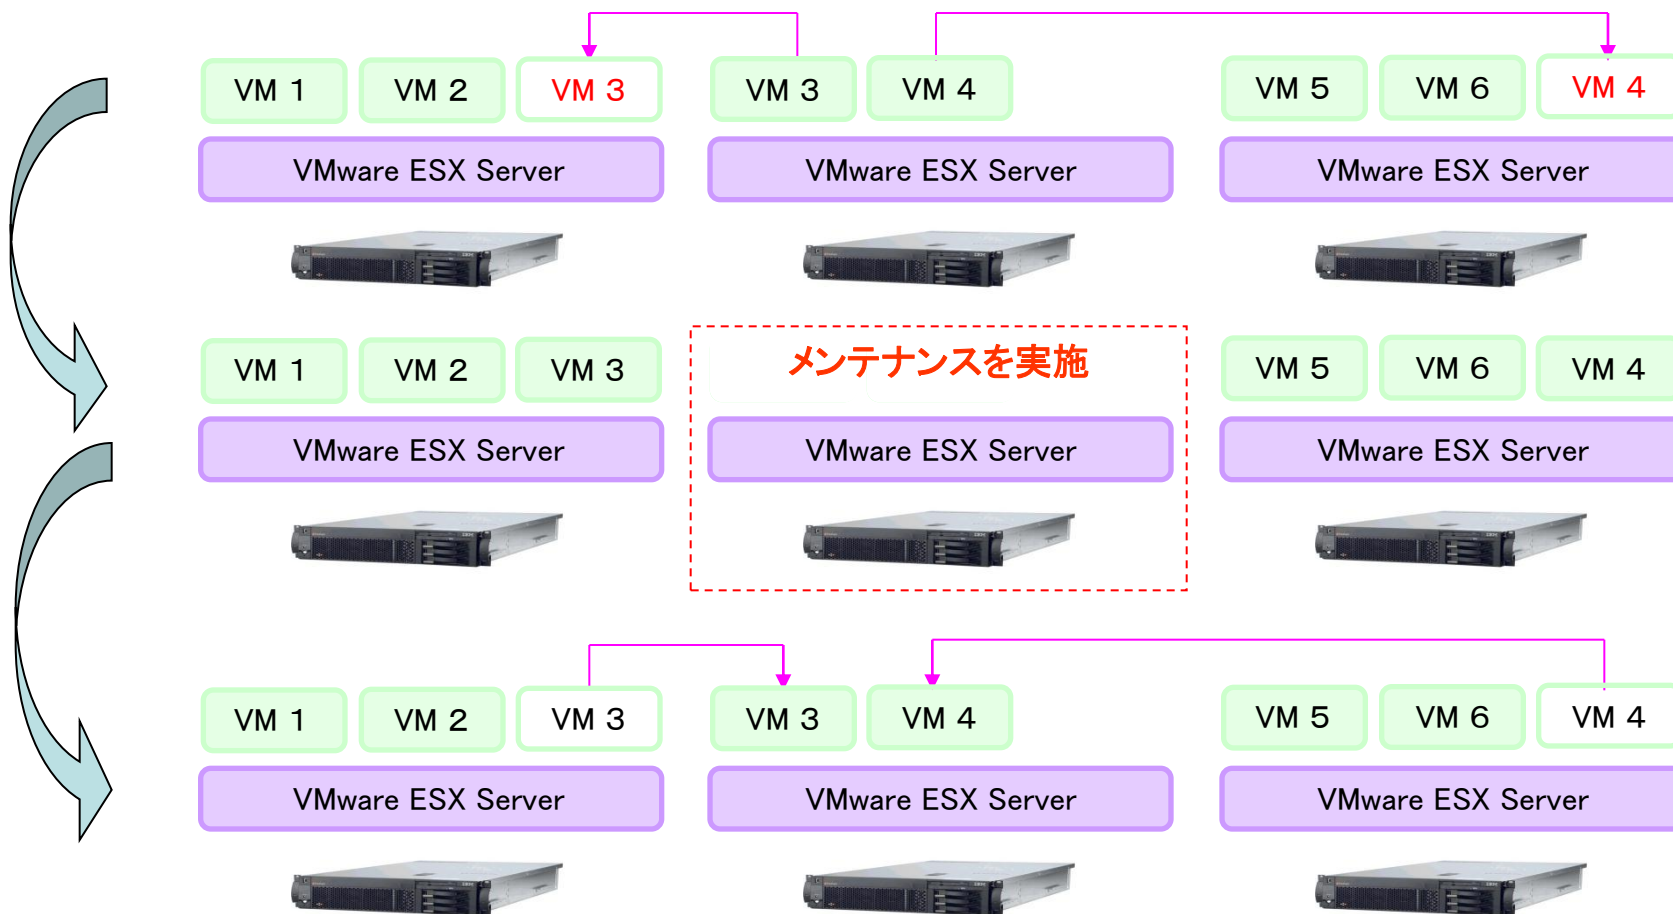 VM 1 VM 2 VM 3 VM 3 VM 4 VM 5 VM 6 VM 4
VMware ESX Server VMware ESX Server VMware ESX Server
メンテナンスを実施
VM 1 VM 2 VM 3 VM 5 VM 6 VM 4
VMware ESX Server VMware ESX Server VMware ESX Server
VM 1 VM 2 VM 3 VM 3 VM 4 VM 5 VM 6 VM 4
VMware ESX Server VMware ESX Server VMware ESX Server